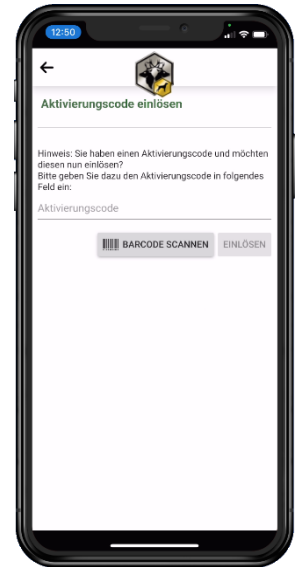 12:50
Aktivierungscode einlösen
Hinweis: Sie haben einen Aktivierungscode und möchten
diesen nun einlösen?
Bitte geben Sie dazu den Aktivierungscode in folgendes
Feld ein:
Aktivierungscode
BARCODE SCANNEN EINLÖSEN